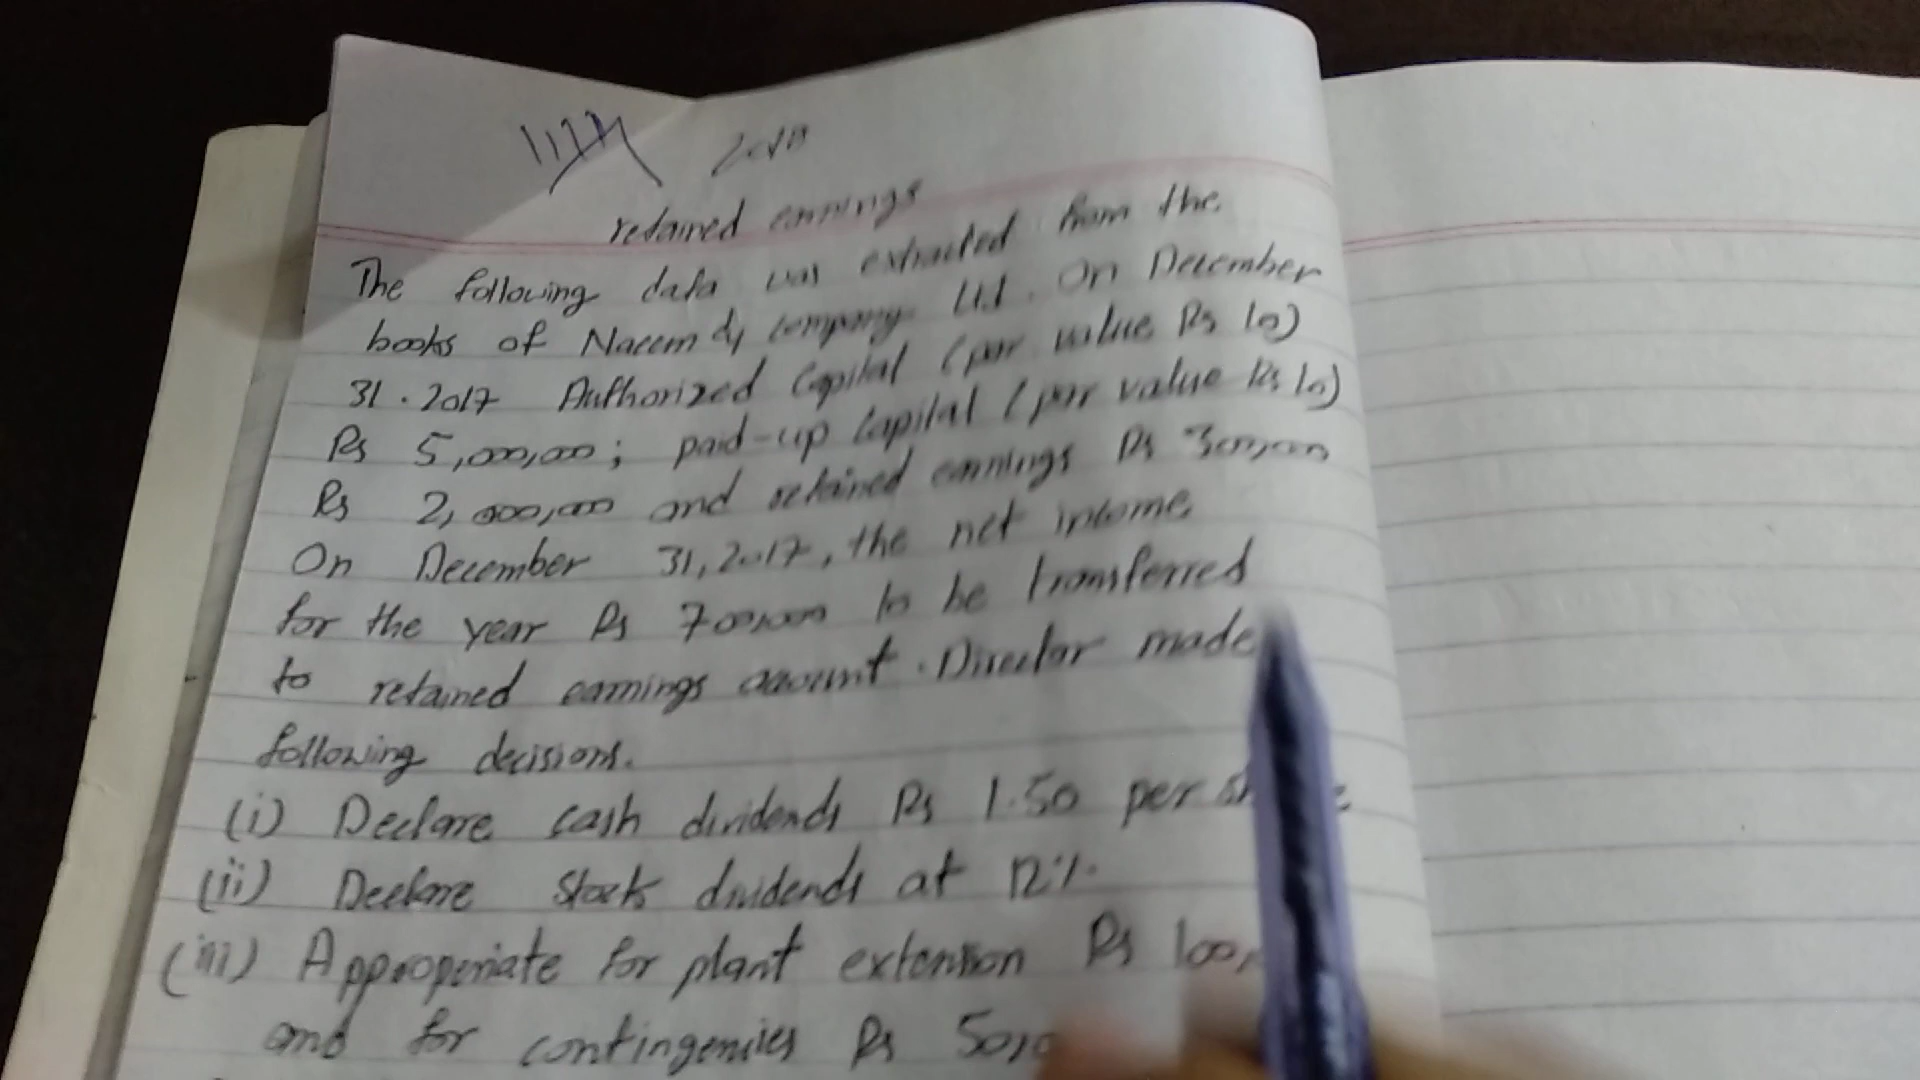 2018
retained earnings
The following data was extracted from the
books of Naeem & company Ltd. On December
31.2017 Authorized Capital (par value Rs 10)
Rs 5,000,000; paid-up capital (par value Rs 10)
Rs 2,000,000 and retained earnings Rs 300,000
On December 31, 2017, the net income
for the year Rs 700,000 to be transferred
to retained earnings account. Director made
following decisions.
(i) Declare cash dividends Rs 1.50 per
(ii) Declare Stock dividends at 12%.
(iii) Appropriate for plant extension Rs 100,
and for contingencies Rs 50,0